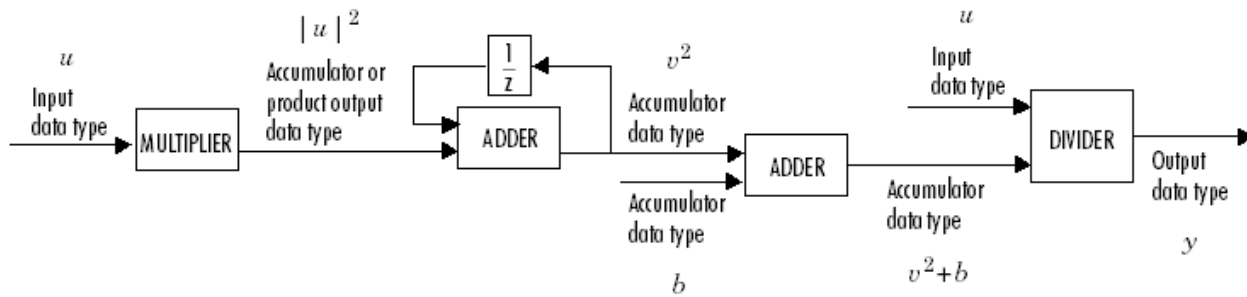 u
Input
data type
MULTIPLIER
| u | 2
Accumulator or
product output
data type
1
z
ADDER
v2
Accumulator
data type
Accumulator
data type
b
ADDER
Accumulator
data type
v2+b
u
Input
data type
DIVIDER
Output
data type
y